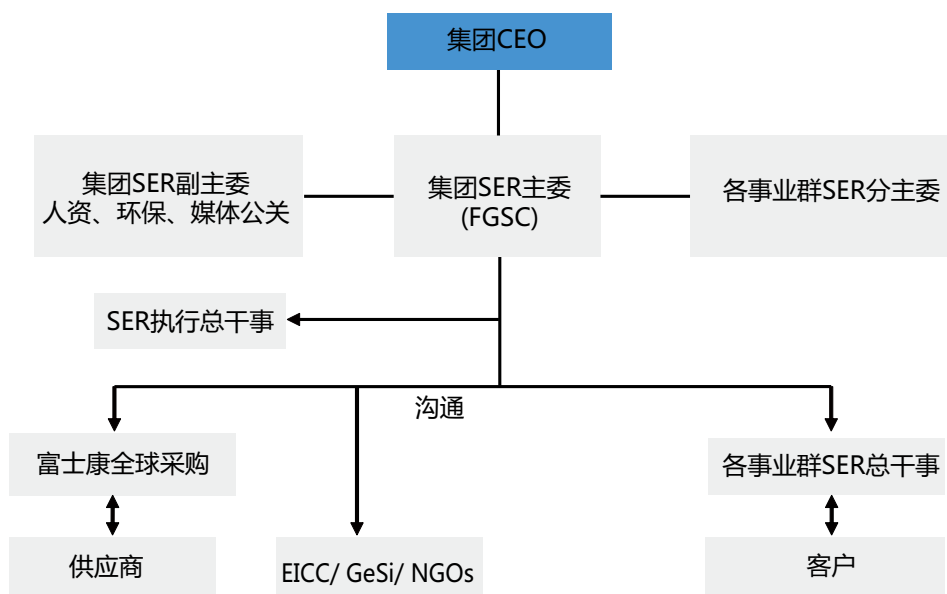 集团CEO
集团SER副主委
人资、环保、媒体公关
集团SER主委
(FGSC)
各事业群SER分主委
SER执行总干事
沟通
富士康全球采购
各事业群SER总干事
供应商
EICC/ GeSi/ NGOs
客户